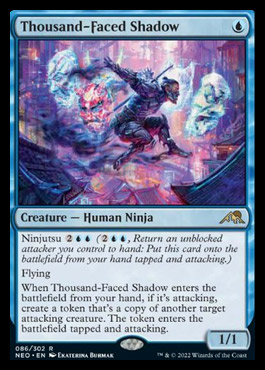 Thousand-Faced Shadow
Creature — Human Ninja
Ninjutsu 2 (2, Return an unblocked
attacker you control to hand: Put this card onto the
battlefield from your hand tapped and attacking.)
Flying
When Thousand-Faced Shadow enters the
battlefield from your hand, if it's attacking,
create a token that's a copy of another target
attacking creature. The token enters the
battlefield tapped and attacking.
1/1
086/302 R
NEO • EN Ekaterina Burmak
™ & © 2022 Wizards of the Coast